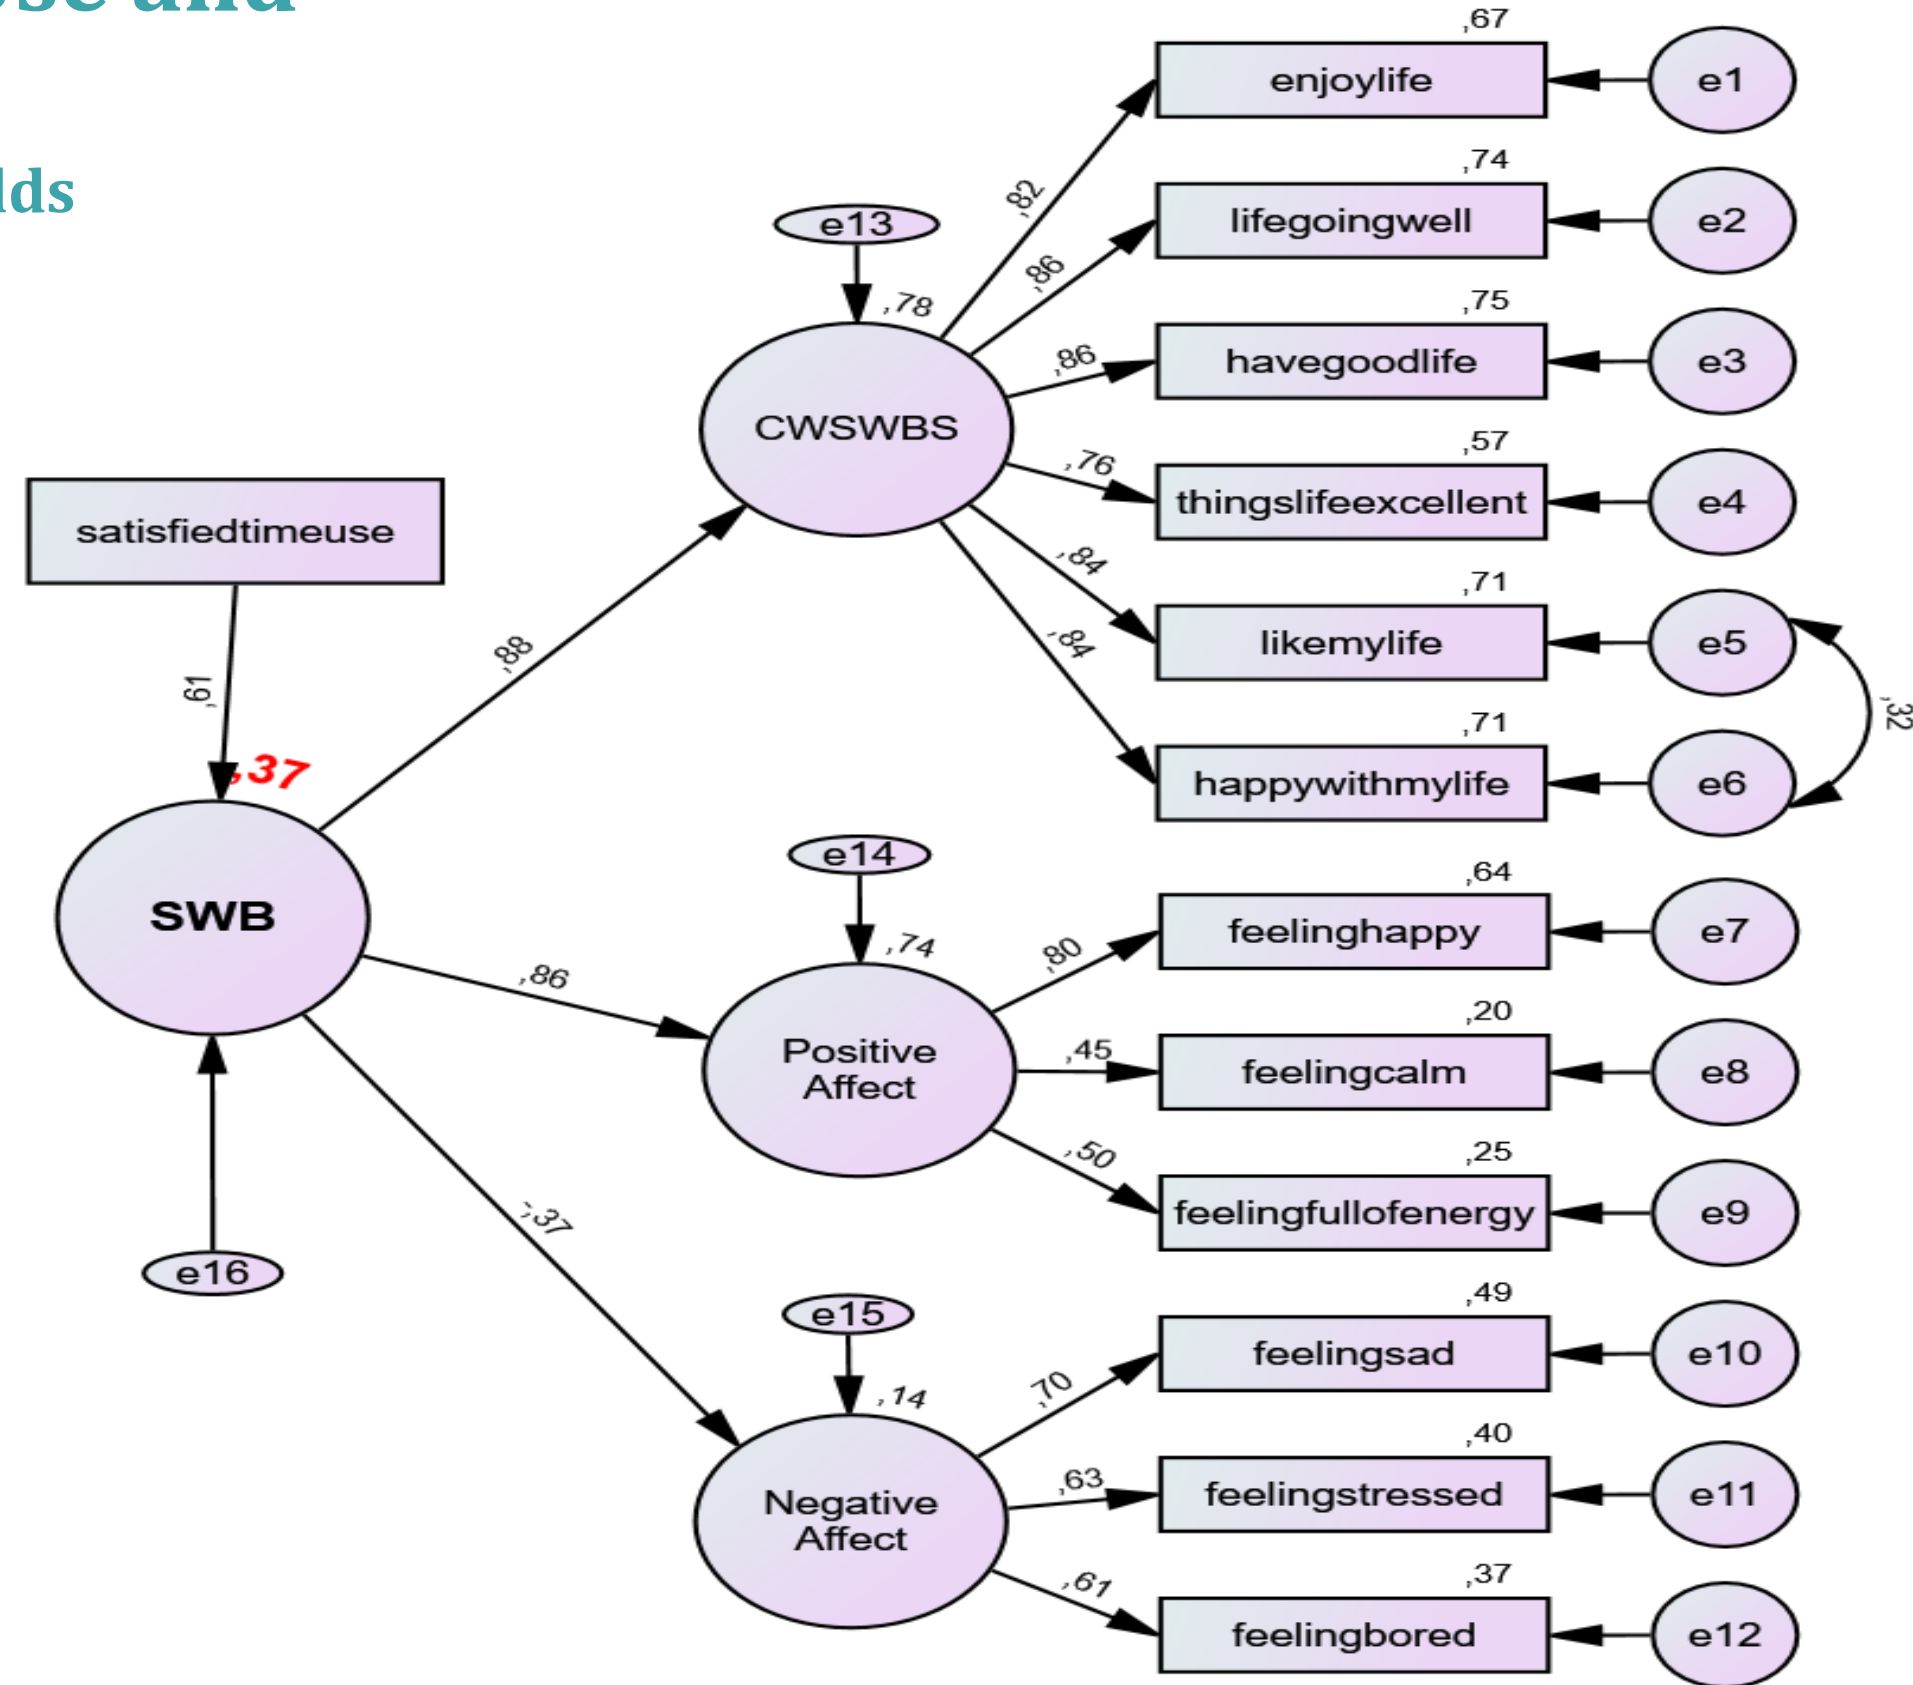 lds
,67
enjoylife
e1
,82
,74
lifegoingwell
e2
,86
e13
,78
,75
havegoodlife
e3
,86
CWSWBS
,57
thingslifeexcellent
e4
,76
satisfiedtimeuse
,71
likemylife
e5
,84
,32
,71
happywithmylife
e6
,84
,61
,88
,37
SWB
e14
,74
,64
feelinghappy
e7
,80
,86
Positive
Affect
,20
feelingcalm
e8
,45
,25
feelingfullofenergy
e9
,50
-,37
e16
e15
,14
,49
feelingsad
e10
,70
Negative
Affect
,40
feelingstressed
e11
,63
,37
feelingbored
e12
,61